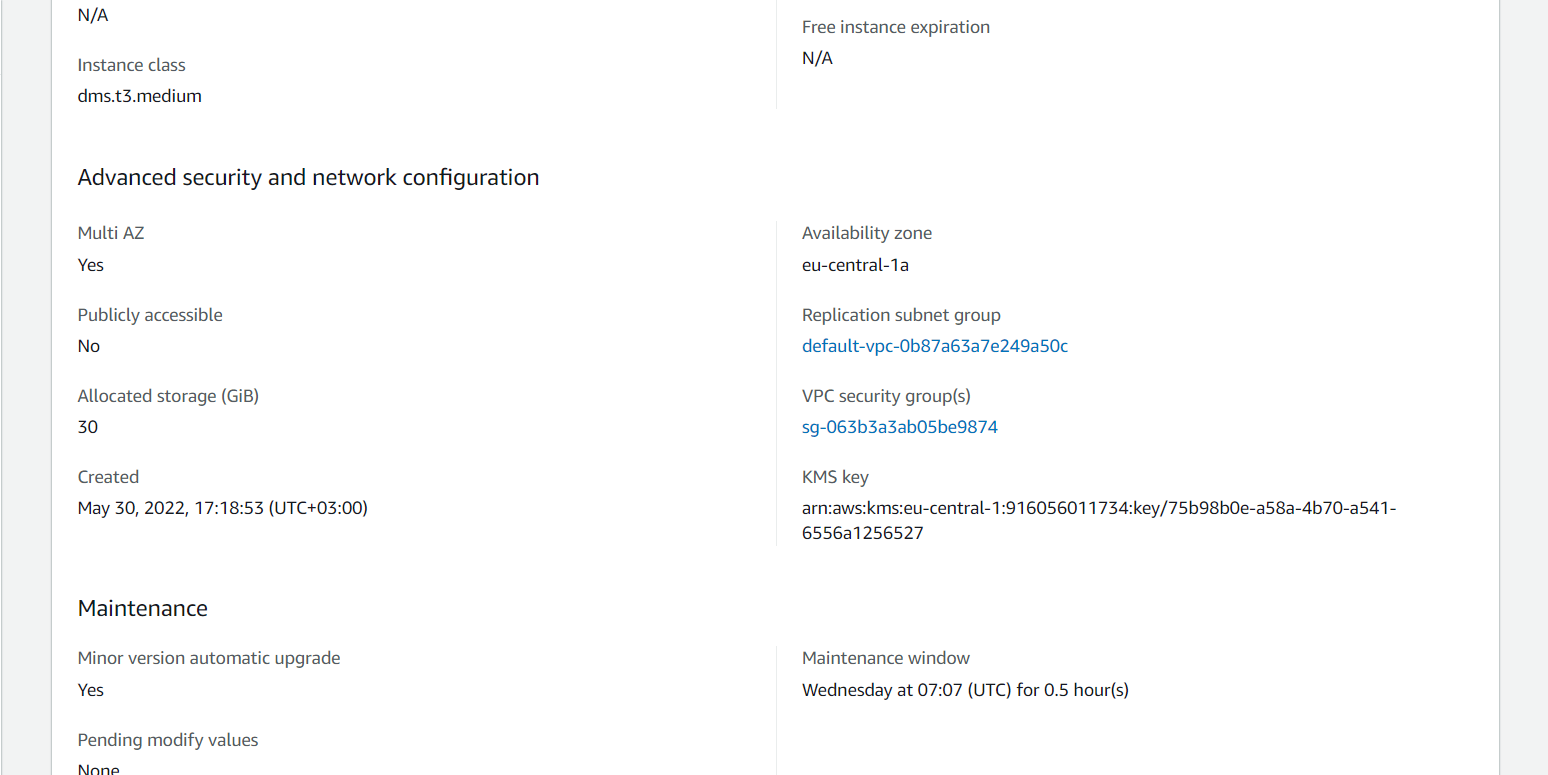 N/A
Instance class
dms.t3.medium
Free instance expiration
N/A
Advanced security and network configuration
Multi AZ
Yes
Publicly accessible
No
Allocated storage (GiB)
30
Created
May 30, 2022, 17:18:53 (UTC+03:00)
Availability zone
eu-central-1a
Replication subnet group
default-vpc-0b87a63a7e249a50c
VPC security group(s)
sg-063b3a3ab05be9874
KMS key
arn:aws:kms:eu-central-1:916056011734:key/75b98b0e-a58a-4b70-a541-
6556a1256527
Maintenance
Minor version automatic upgrade
Yes
Pending modify values
None
Maintenance window
Wednesday at 07:07 (UTC) for 0.5 hour(s)